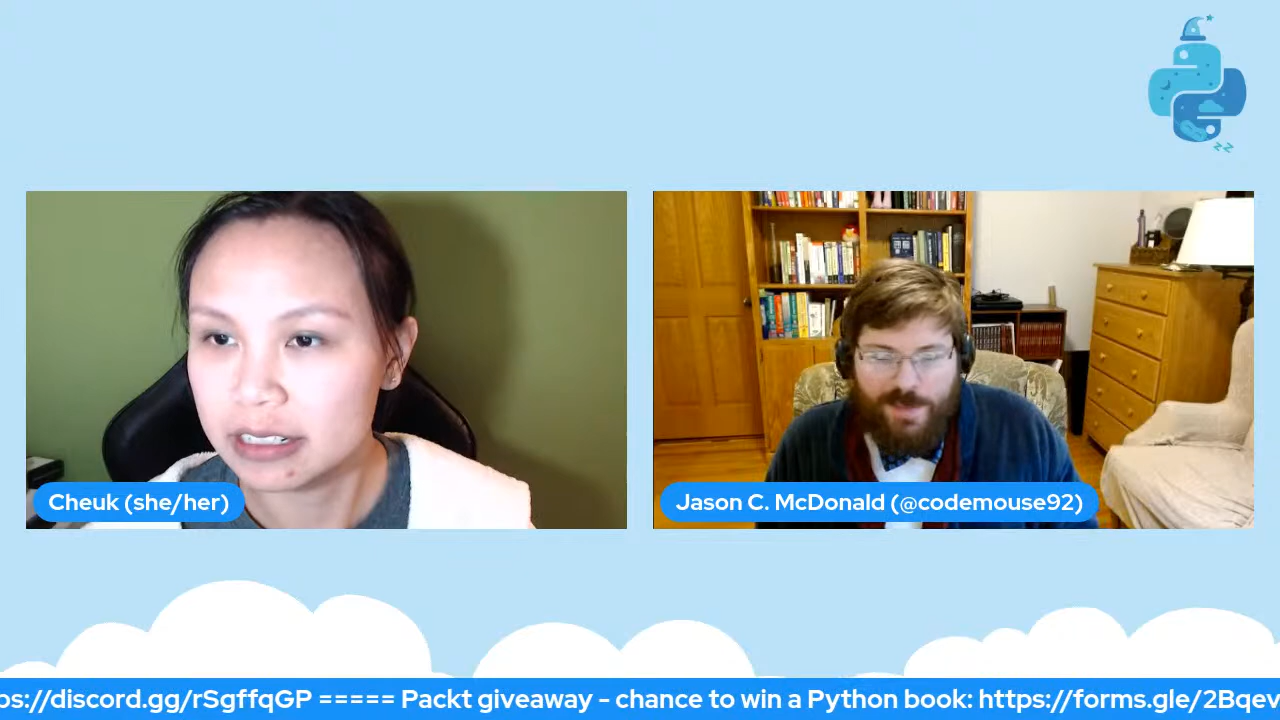 zz
Cheuk (she/her)
Jason C. McDonald (@codemouse92)
ps://discord.gg/rSgffqGP ===== Packt giveaway - chance to win a Python book: https://forms.gle/2Bqev